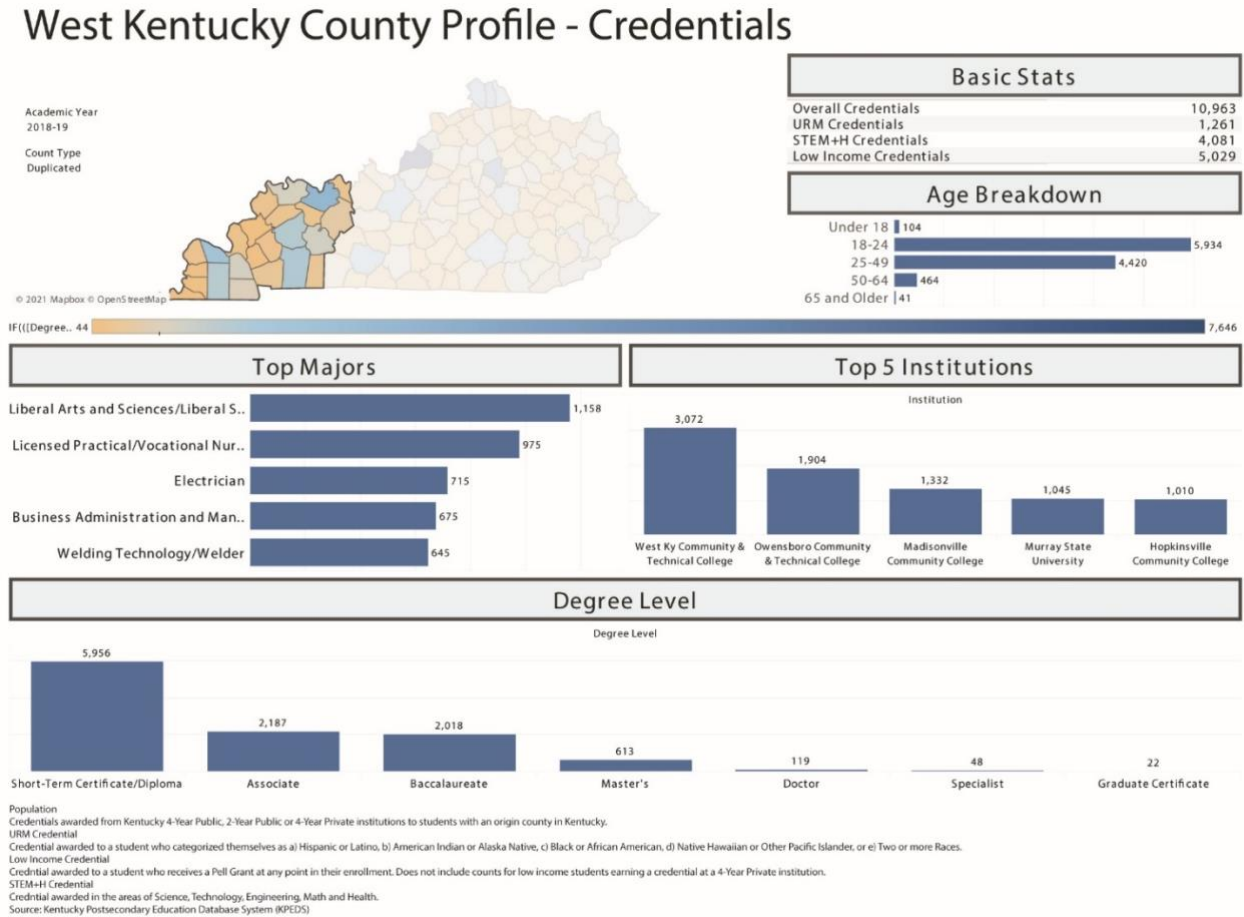 West Kentucky County Profile - Credentials
Academic Year
2018-19
Count Type
Duplicated
© 2021 Mapbox © OpenStreetMap
Basic Stats
Overall Credentials 10,963
URM Credentials 1,261
STEM+H Credentials 4,081
Low Income Credentials 5,029
Age Breakdown
Under 18 104
18-24 5,934
25-49 4,420
50-64 464
65 and Older 41
IF(([Degree.. 44 7,646
Top Majors
Liberal Arts and Sciences/Liberal S.. 1,158
Licensed Practical/Vocational Nur.. 975
Electrician 715
Business Administration and Man.. 675
Welding Technology/Welder 645
Top 5 Institutions
Institution
3,072
1,904
1,332
1,045
1,010
West Ky Community &
Technical College
Owensboro Community
& Technical College
Madisonville
Community College
Murray State
University
Hopkinsville
Community College
Degree Level
Degree Level
5,956
2,187
2,018
613
119
48
22
Short-Term Certificate/Diploma
Associate
Baccalaureate
Master's
Doctor
Specialist
Graduate Certificate
Population
Credentials awarded from Kentucky 4-Year Public, 2-Year Public or 4-Year Private institutions to students with an origin county in Kentucky.
URM Credential
Credential awarded to a student who categorized themselves as a) Hispanic or Latino, b) American Indian or Alaska Native, c) Black or African American, d) Native Hawaiian or Other Pacific Islander, or e) Two or more Races.
Low Income Credential
Credntial awarded to a student who receives a Pell Grant at any point in their enrollment. Does not include counts for low income students earning a credential at a 4-Year Private institution.
STEM+H Credential
Credntial awarded in the areas of Science, Technology, Engineering, Math and Health.
Source: Kentucky Postsecondary Education Database System (KPEDS)